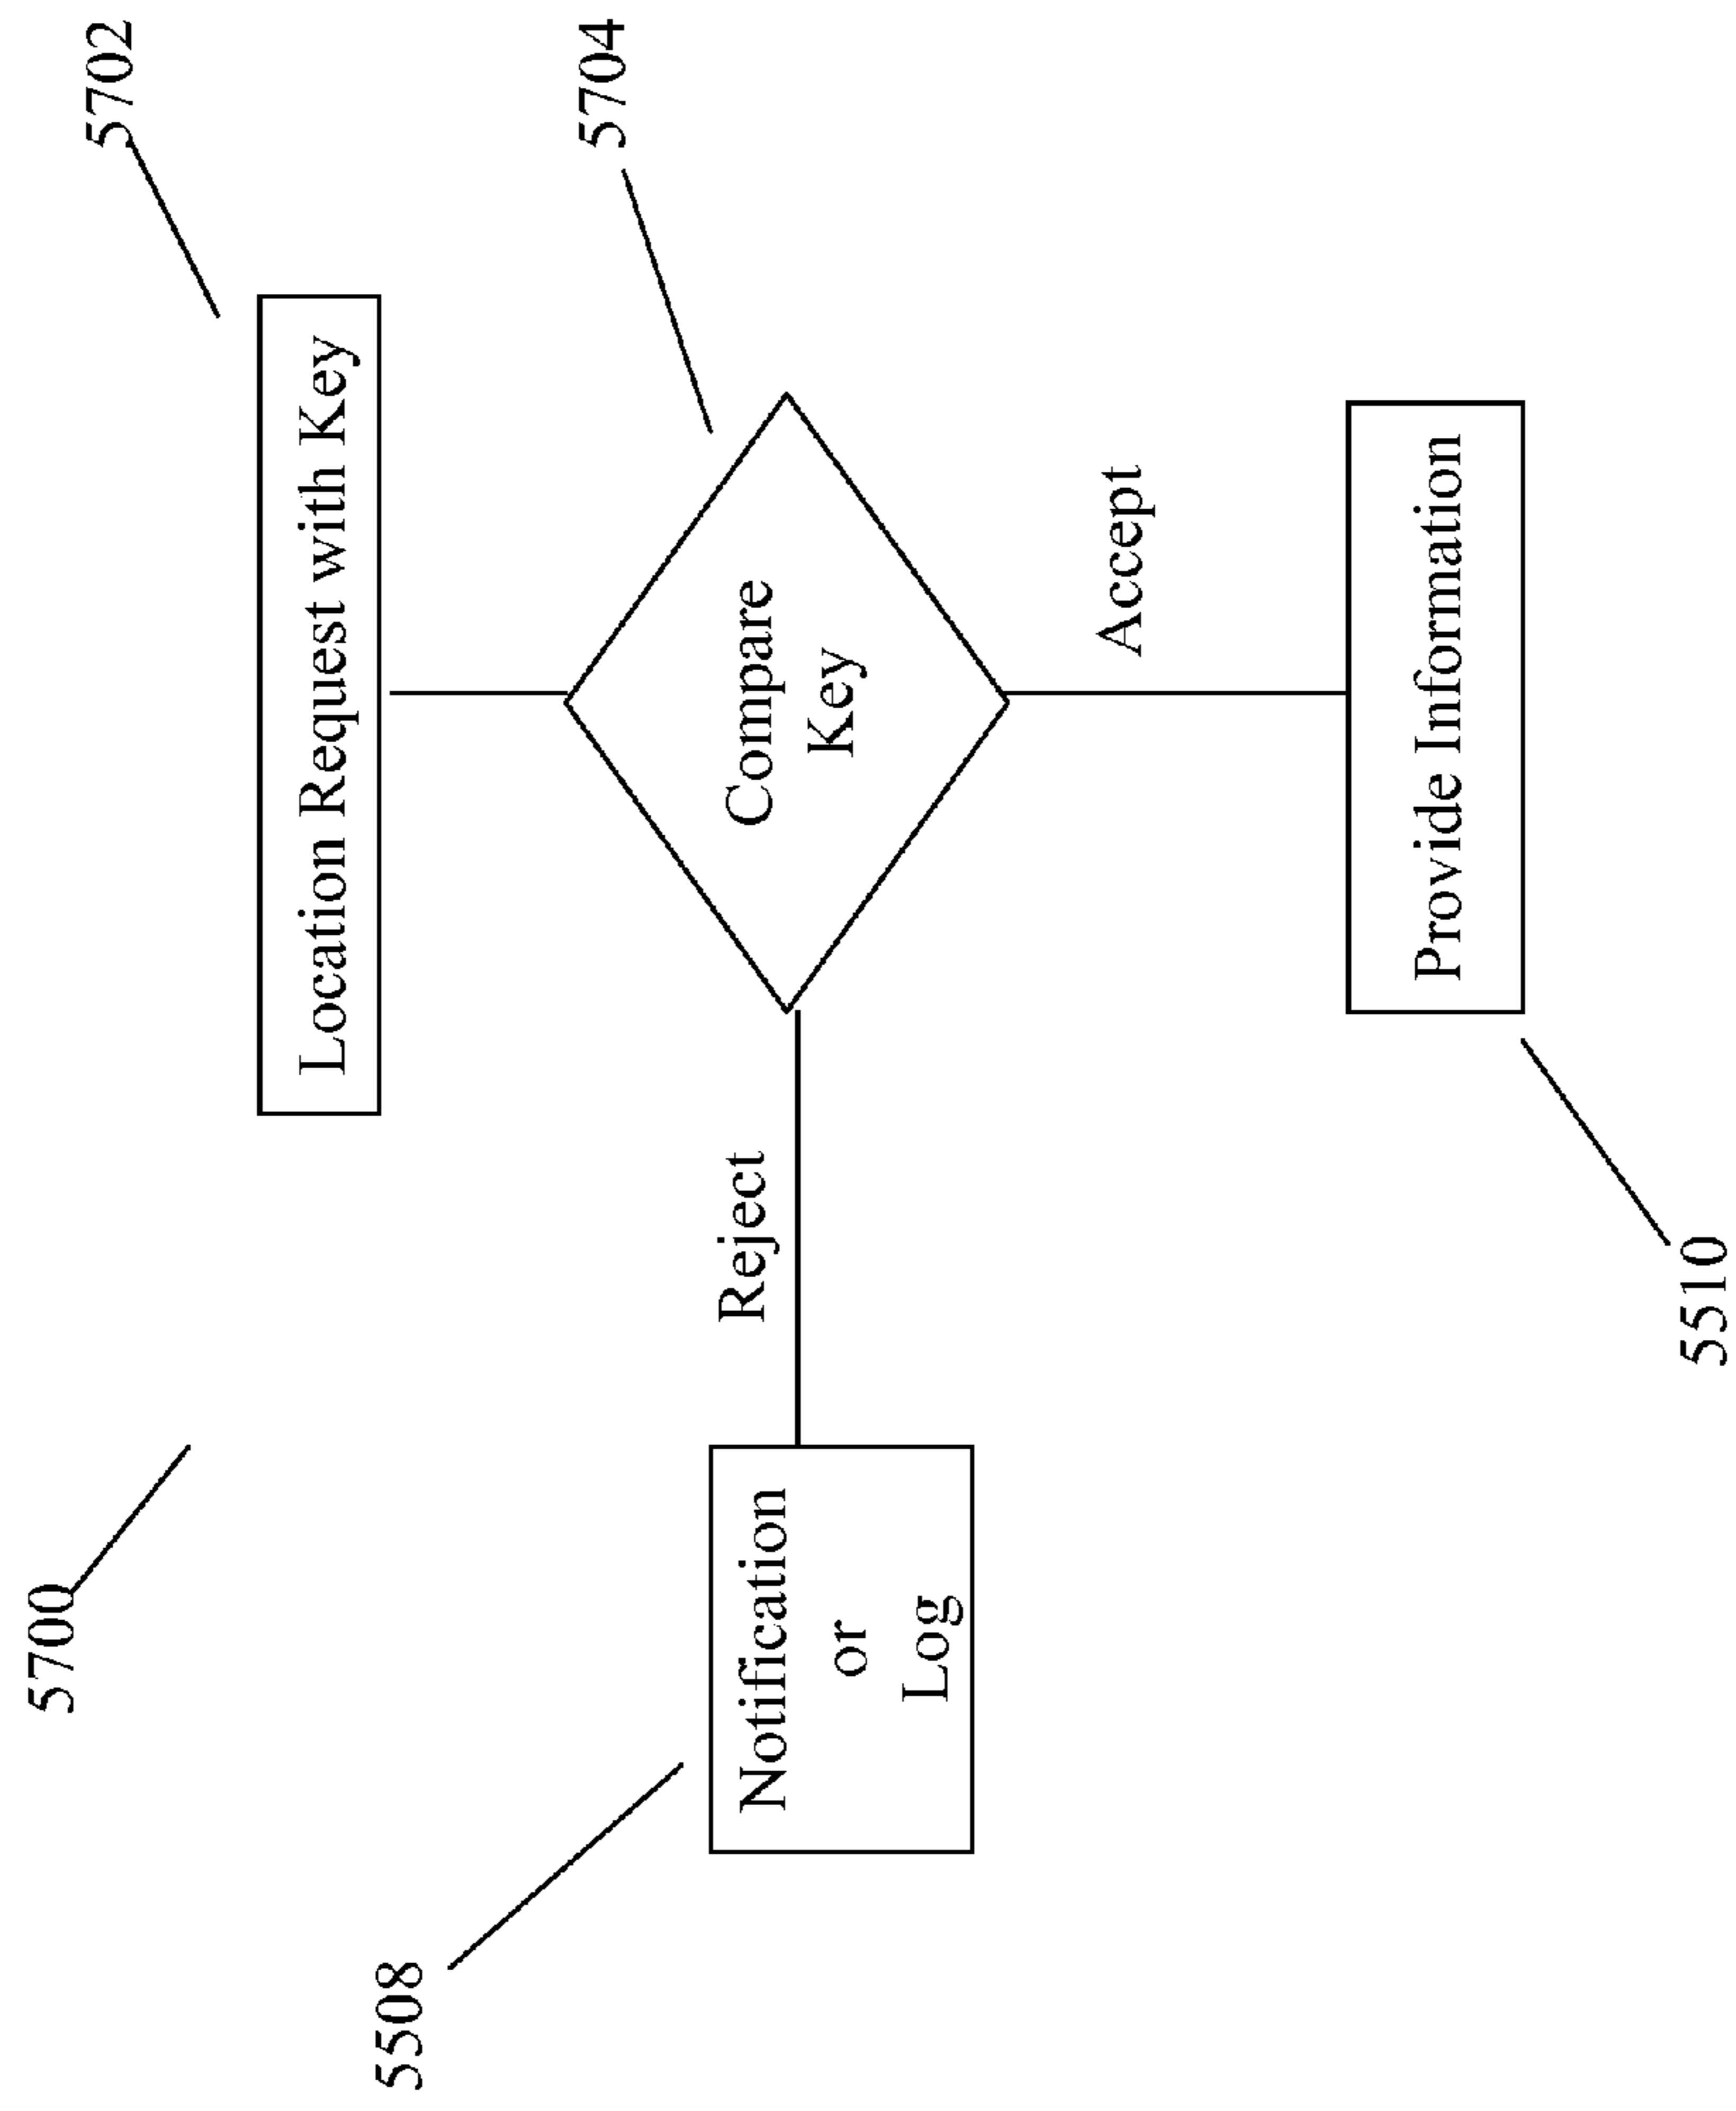 5700
5702
Location Request with Key
5704
Compare
Key
Reject
5508
Notification
or
Log
Accept
Provide Information
5510